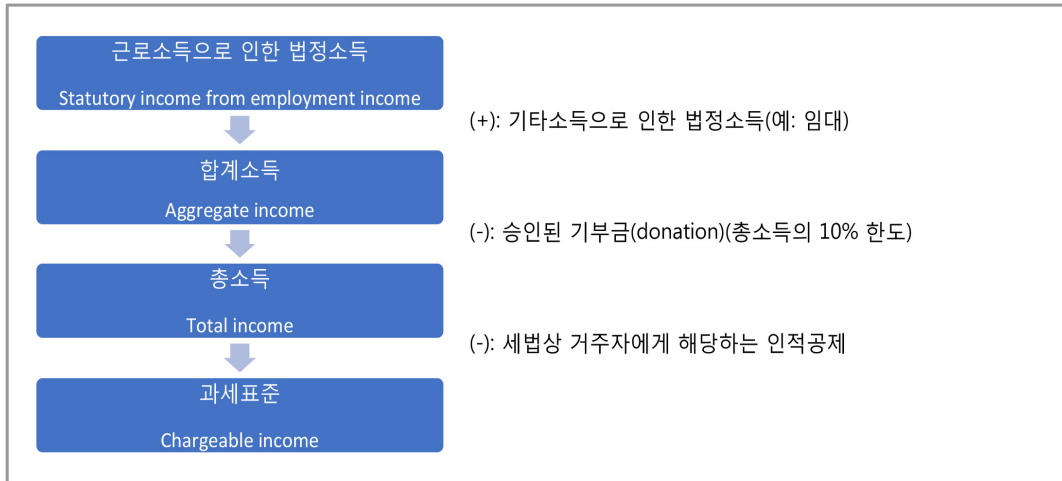 근로소득으로 인한 법정소득
Statutory income from employment income
(+): 기타소득으로 인한 법정소득(예: 임대)
합계소득
Aggregate income
(-): 승인된 기부금(donation)(총소득의 10% 한도)
총소득
Total income
(-): 세법상 거주자에게 해당하는 인적공제
과세표준
Chargeable income